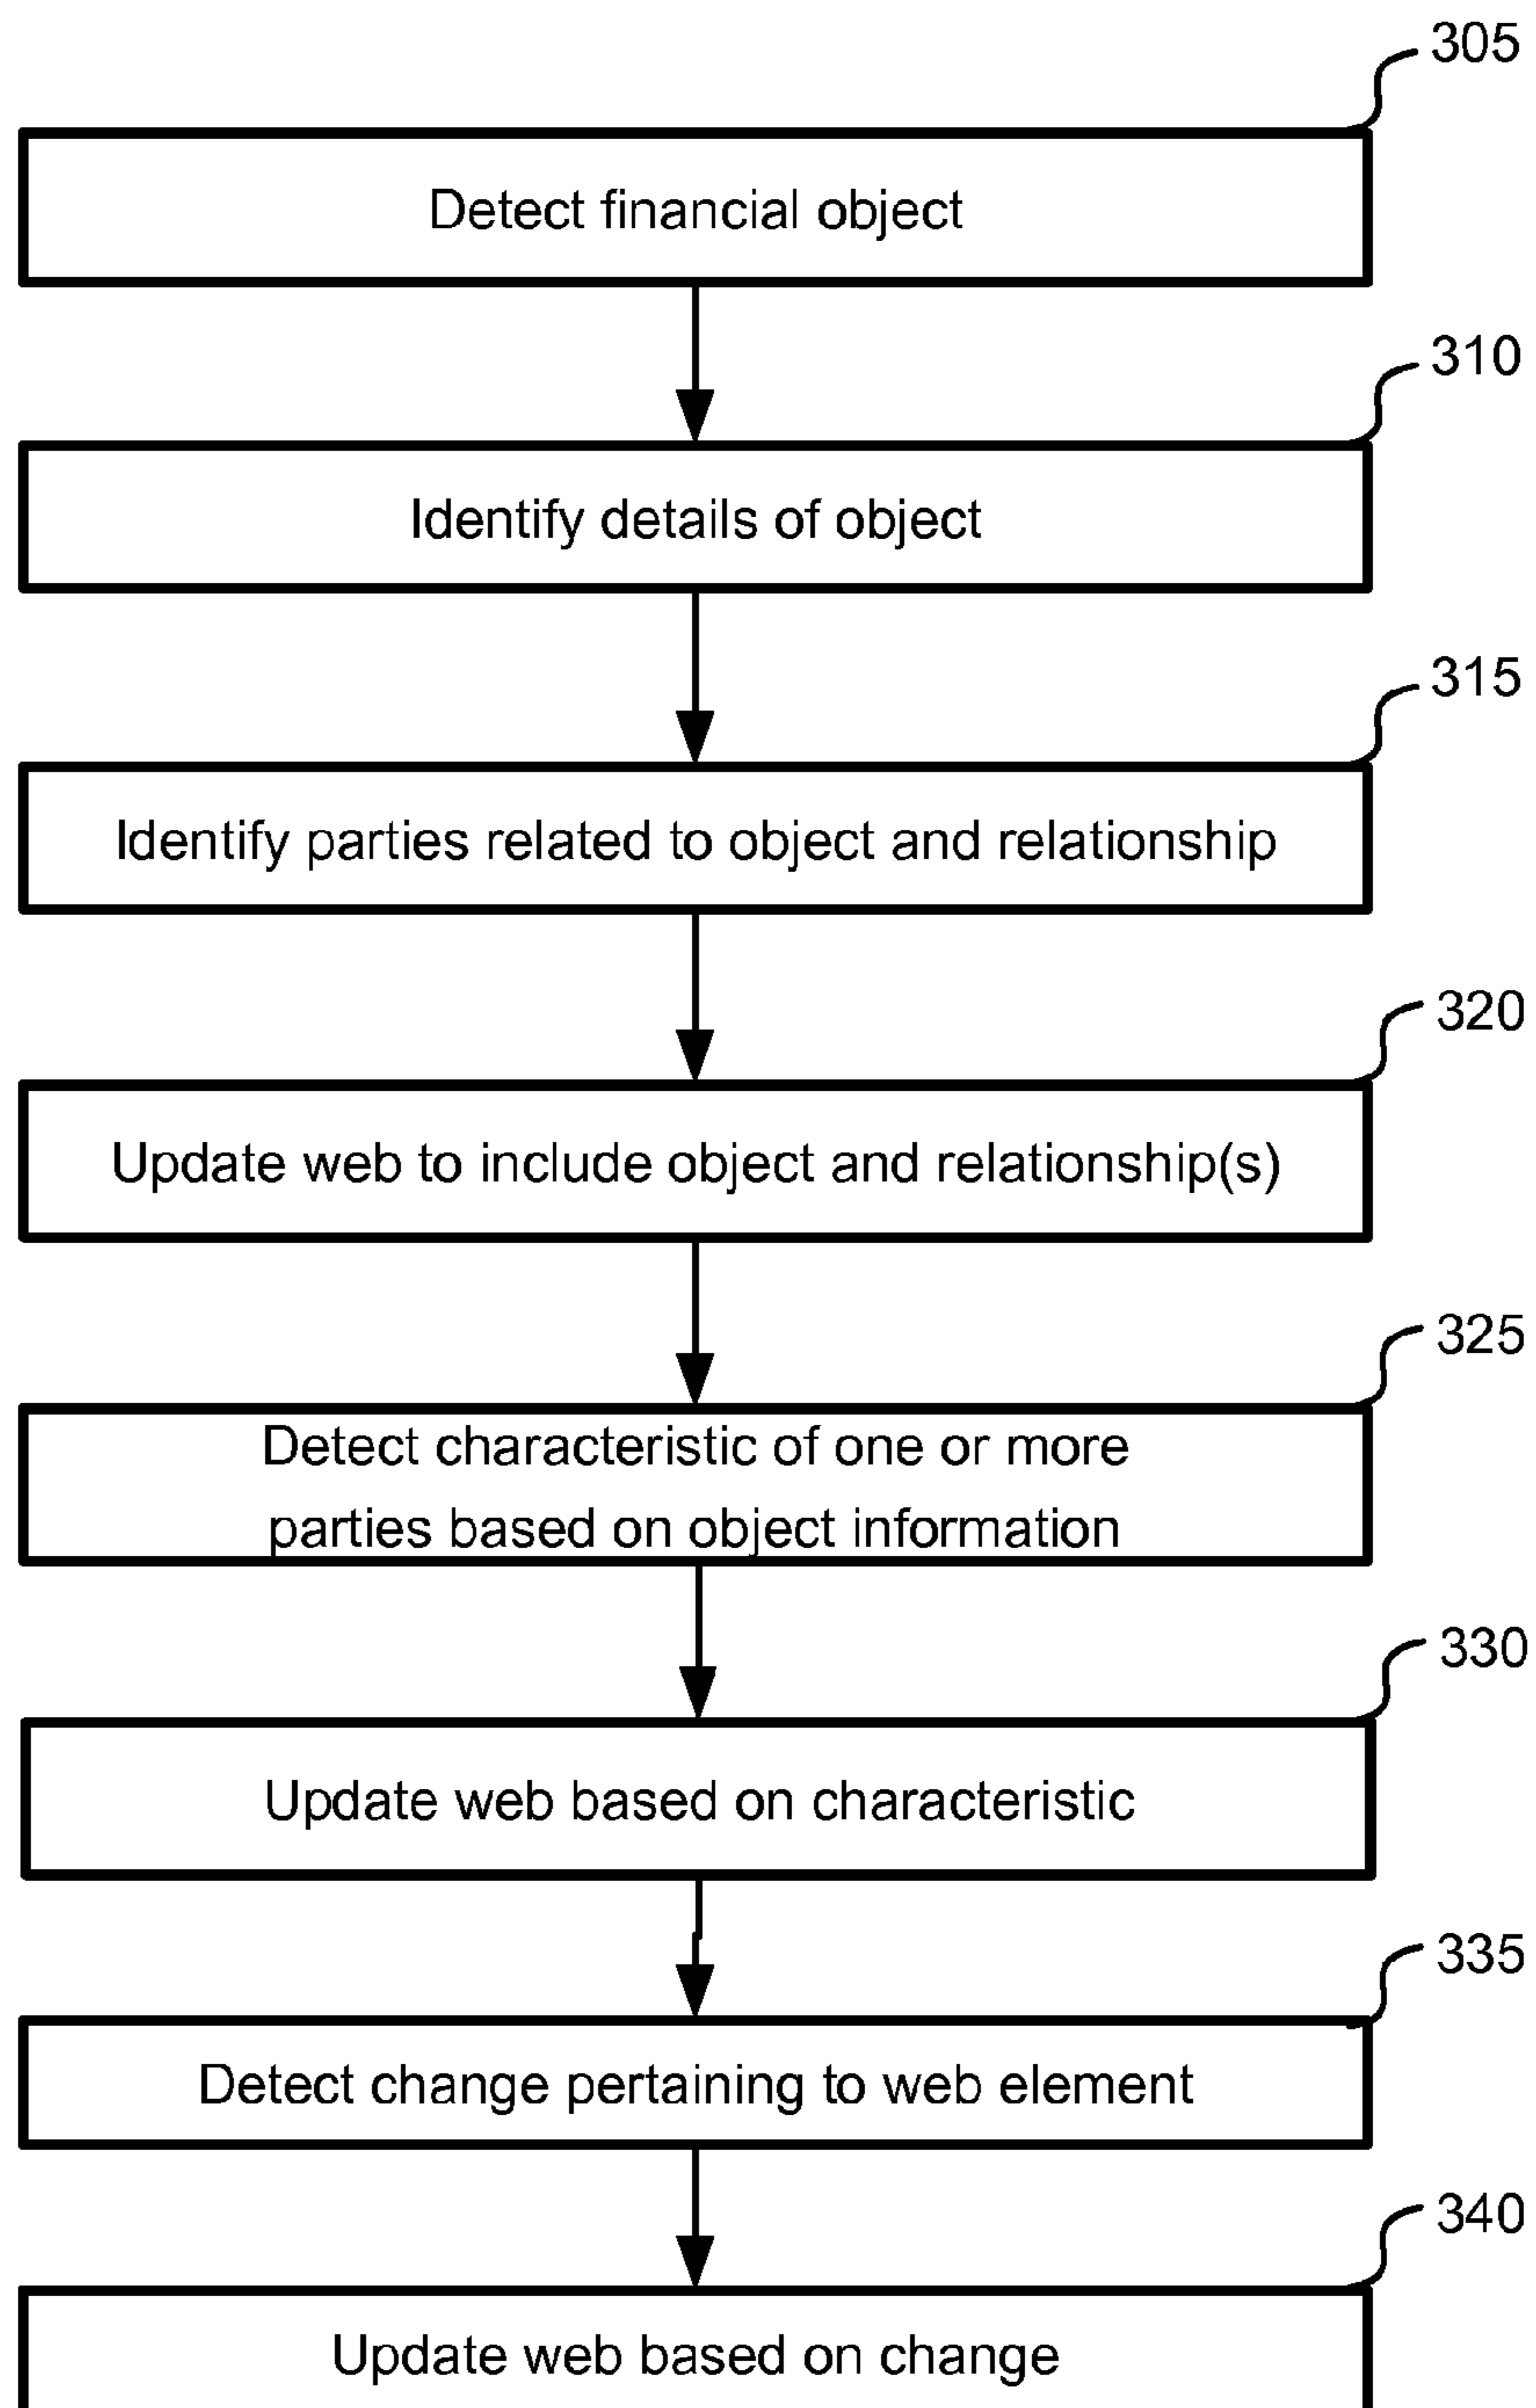 305
Detect financial object
310
Identify details of object
315
Identify parties related to object and relationship
320
Update web to include object and relationship(s)
325
Detect characteristic of one or more
parties based on object information
330
Update web based on characteristic
335
Detect change pertaining to web element
340
Update web based on change